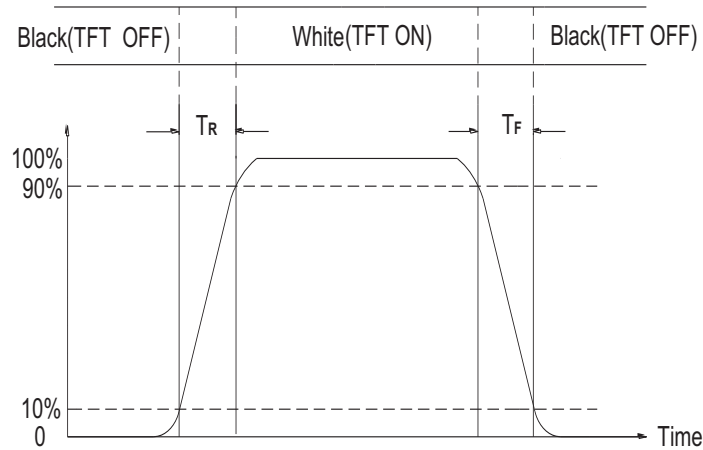 Black(TFT OFF) White(TFT ON) Black(TFT OFF)
TR TF
100%
90%
10%
0
Time